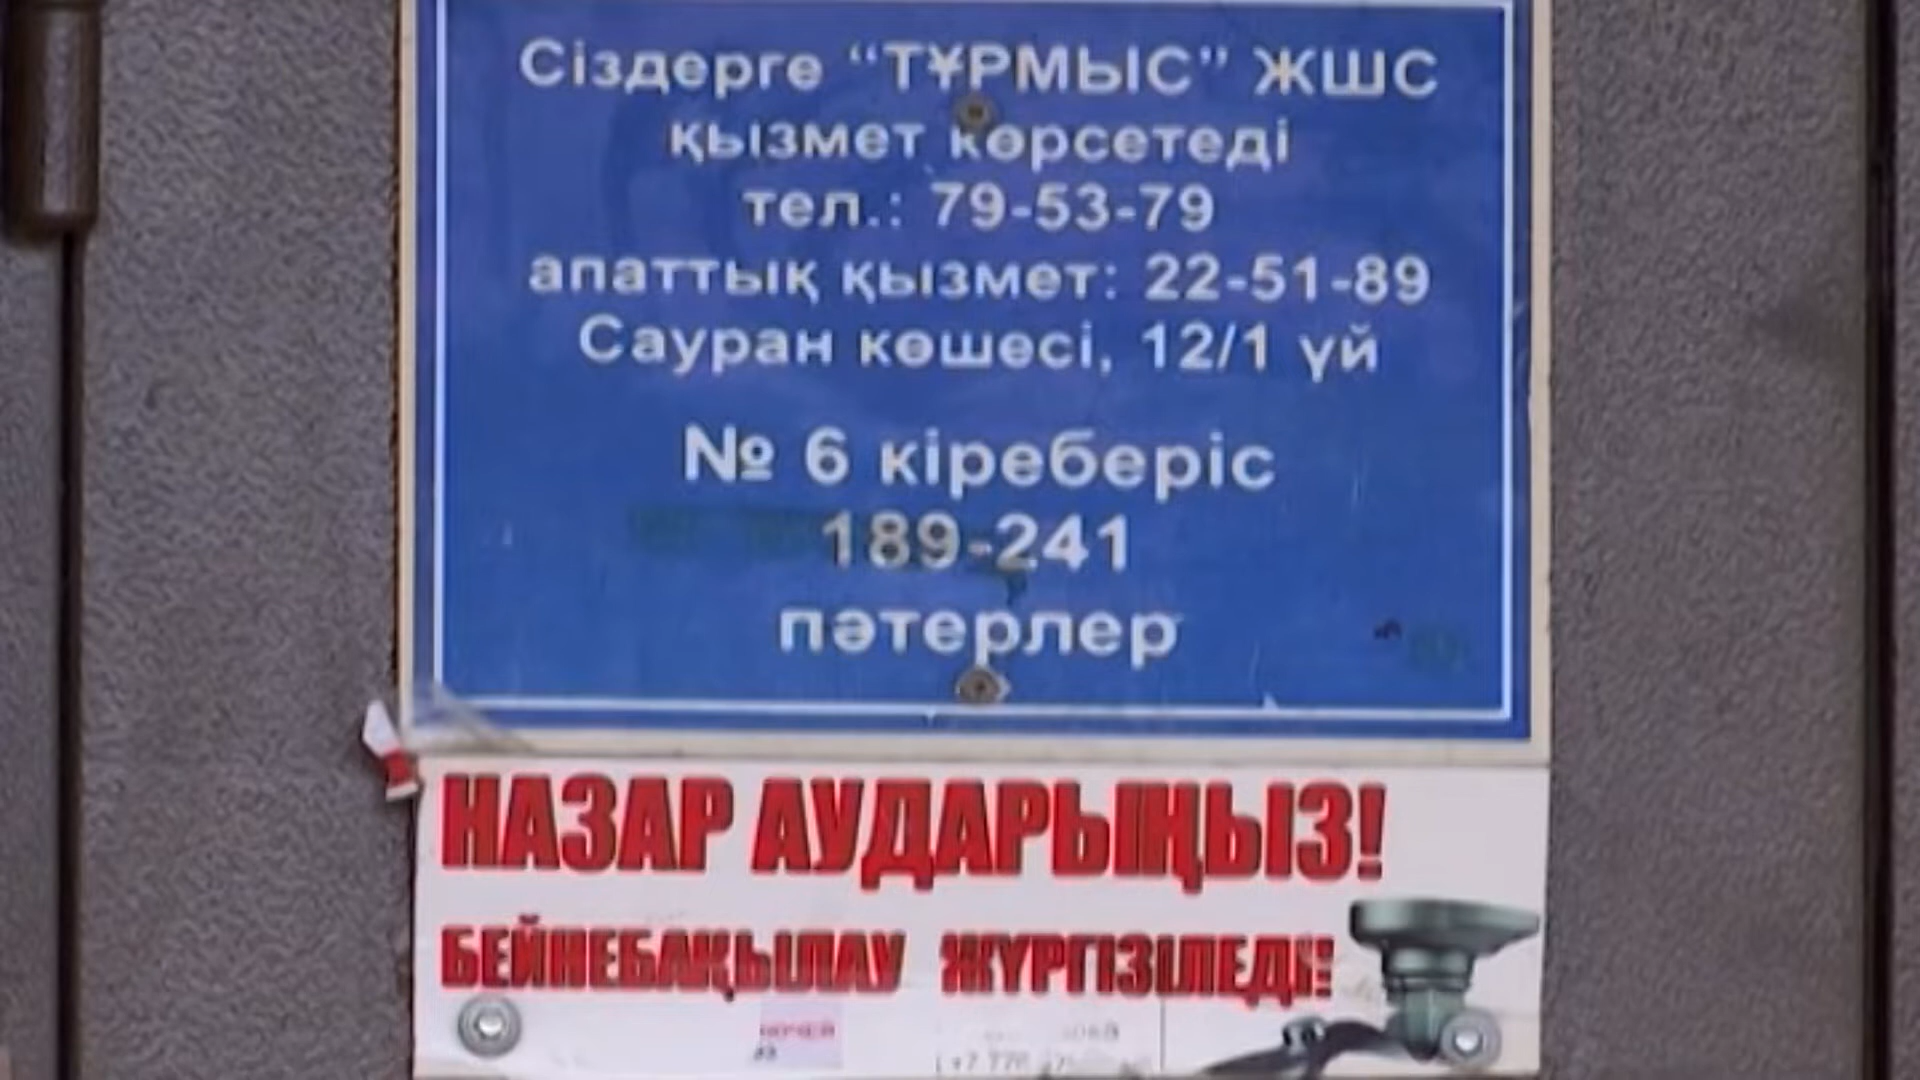 Сіздерге “ТҰРМЫС” ЖШС
қызмет көрсетеді
тел.: 79-53-79
апаттық қызмет: 22-51-89
Сауран көшесі, 12/1 үй
№ 6 кіреберіс
189-241
пәтерлер
НАЗАР АУДАРЫҢЫЗ!
БЕЙНЕБАҚЫЛАУ ЖҮРГІЗІЛЕДІ!